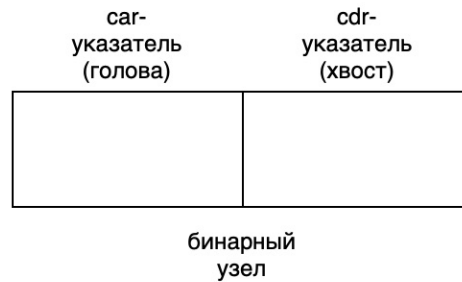 car-
указатель
(голова)
cdr-
указатель
(хвост)
бинарный
узел